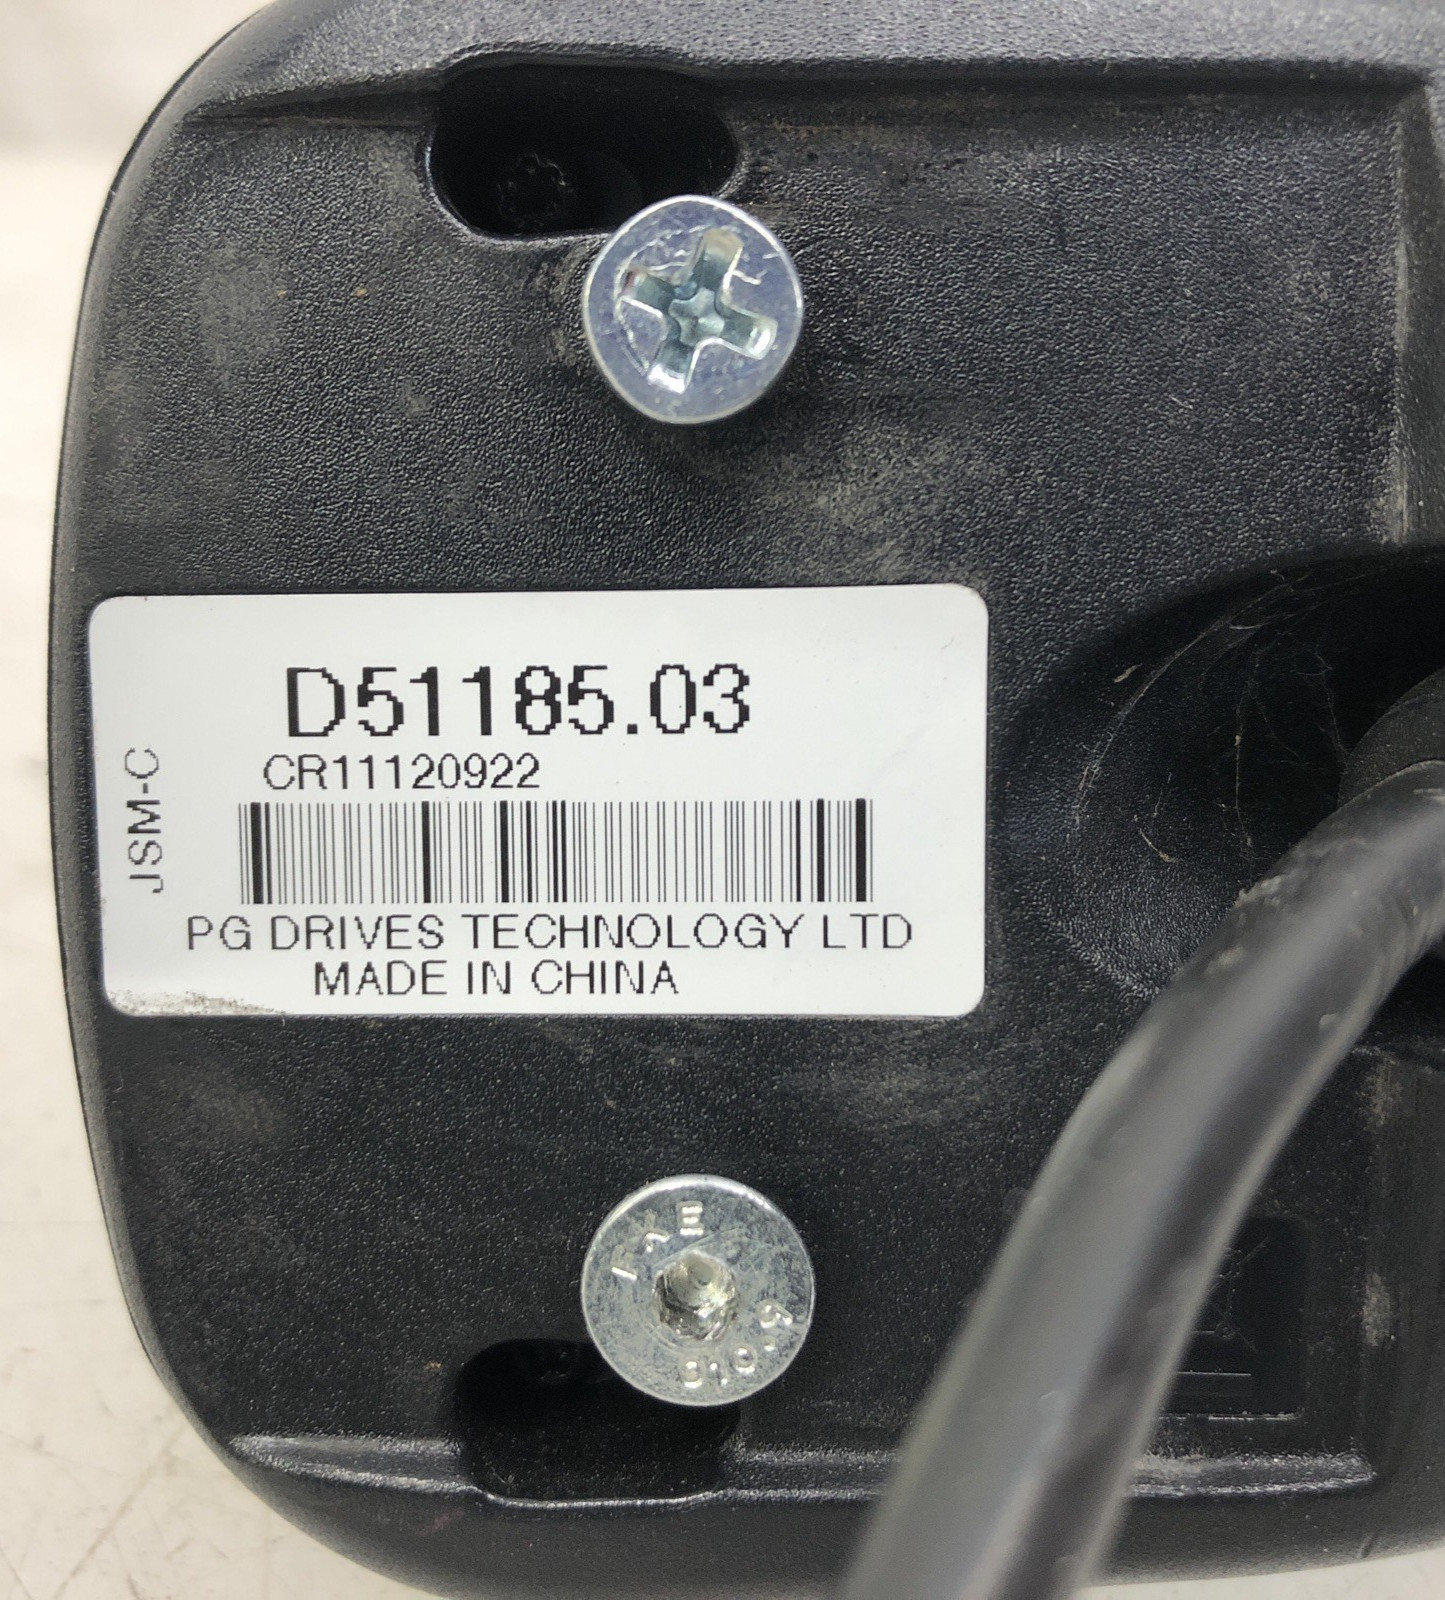 D51185.03
CR11120922
JSM-C
PG DRIVES TECHNOLOGY LTD
MADE IN CHINA